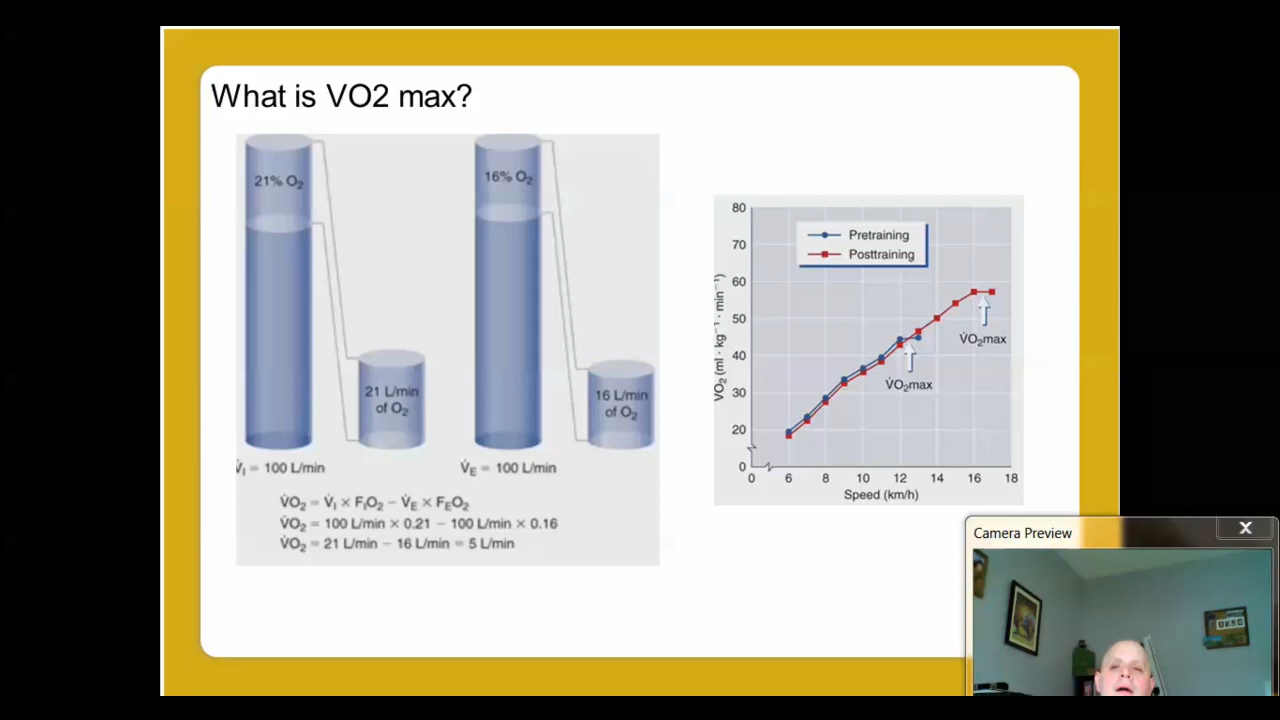 What is VO2 max?
21% O₂
16% O₂
21 L/min
of O₂
16 L/min
of O₂
V̇I = 100 L/min
V̇E = 100 L/min
V̇O₂ = V̇I × FIO₂ – V̇E × FEO₂
V̇O₂ = 100 L/min × 0.21 – 100 L/min × 0.16
V̇O₂ = 21 L/min – 16 L/min = 5 L/min
V̇O₂ (ml · kg⁻¹ · min⁻¹)
80
70
60
50
40
30
20
0
Pretraining
Posttraining
V̇O₂max
V̇O₂max
0 6 8 10 12 14 16 18
Speed (km/h)
Camera Preview
X